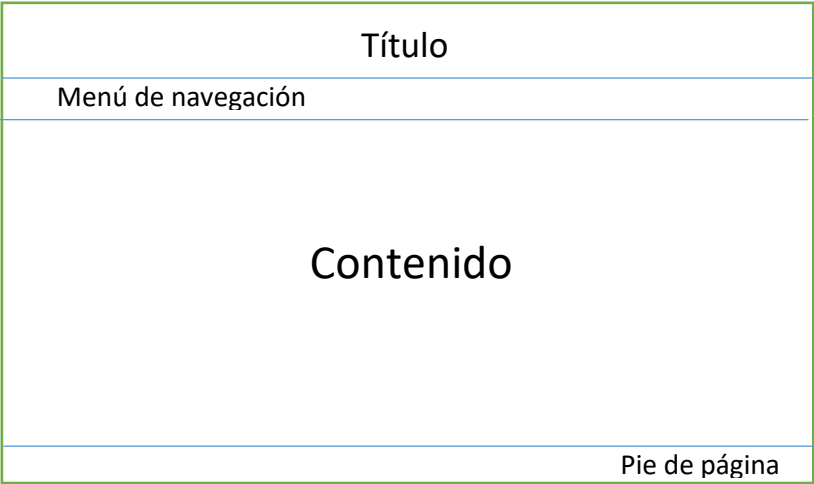 Título
Menú de navegación
Contenido
Pie de página